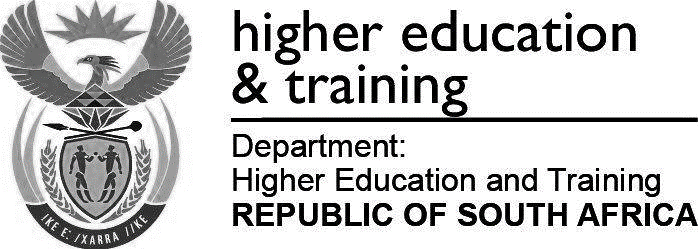 higher education
& training
Department:
Higher Education and Training
REPUBLIC OF SOUTH AFRICA
!KE E: /XARRA //KE